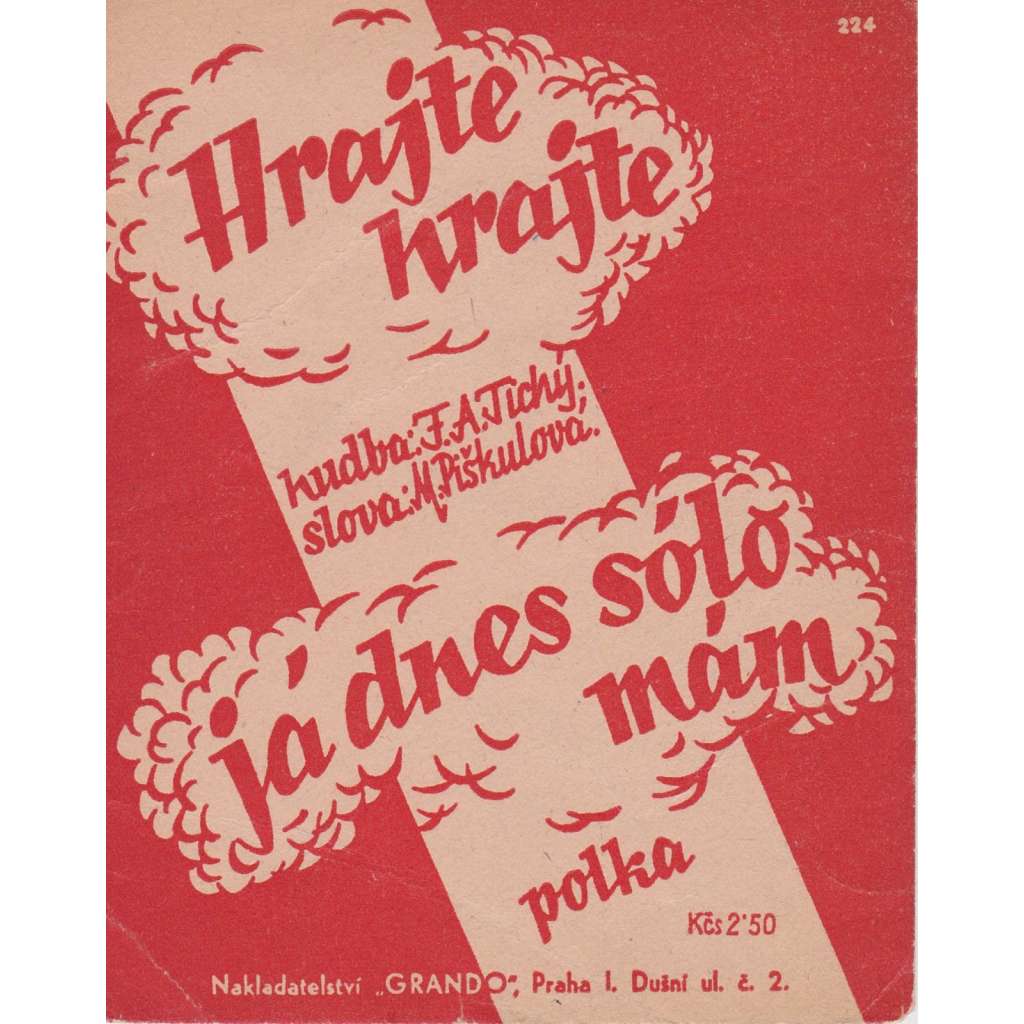 224
Hrajte
hrajte
hudba: F. A. Tichý;
slova: M. Piškulová.
já dnes sólo
mám
polka
Kčs 2·50
Nakladatelství „GRANDO“, Praha I. Dušní ul. č. 2.